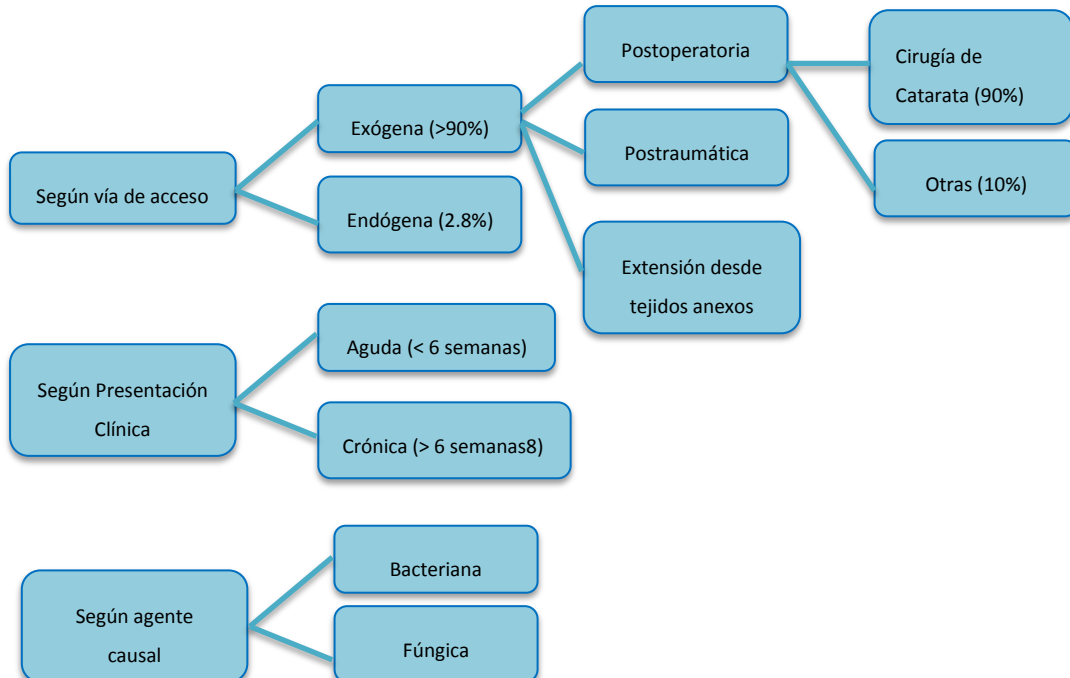 Según vía de acceso
Exógena (>90%)
Endógena (2.8%)
Postoperatoria
Postraumática
Extensión desde
tejidos anexos
Cirugía de
Catarata (90%)
Otras (10%)
Según Presentación
Clínica
Aguda (< 6 semanas)
Crónica (> 6 semanas8)
Según agente
causal
Bacteriana
Fúngica